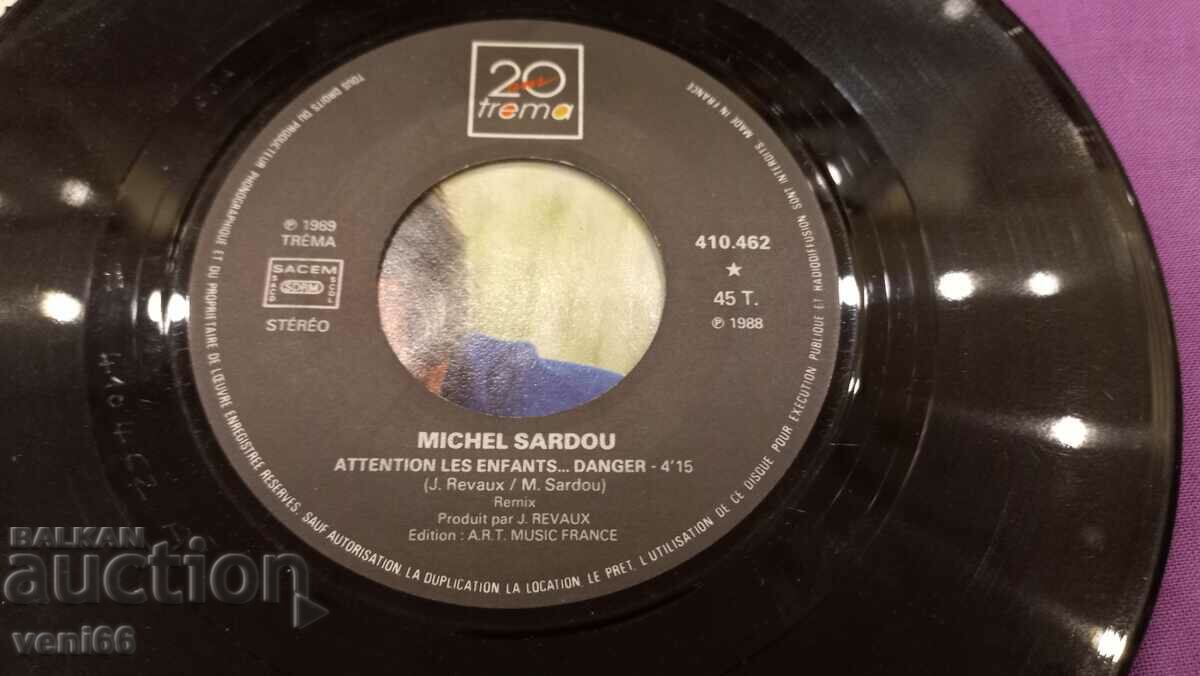 20
ans
trema
℗ 1989
TRÉMA
SACEM
SACD
SDRM
SCDL
STÉRÉO
410.462
★
45 T.
℗ 1988
MICHEL SARDOU
ATTENTION LES ENFANTS... DANGER - 4'15
(J. Revaux / M. Sardou)
Remix
Produit par J. REVAUX
Edition : A.R.T. MUSIC FRANCE
TOUS DROITS DU PRODUCTEUR PHONOGRAPHIQUE ET DU PROPRIETAIRE DE L'ŒUVRE ENREGISTREE RESERVES. SAUF AUTORISATION, LA DUPLICATION, LA LOCATION, LE PRET, L'UTILISATION DE CE DISQUE POUR EXECUTION PUBLIQUE ET RADIODIFFUSION SONT INTERDITS. MADE IN FRANCE
BALKAN
auction
veni66